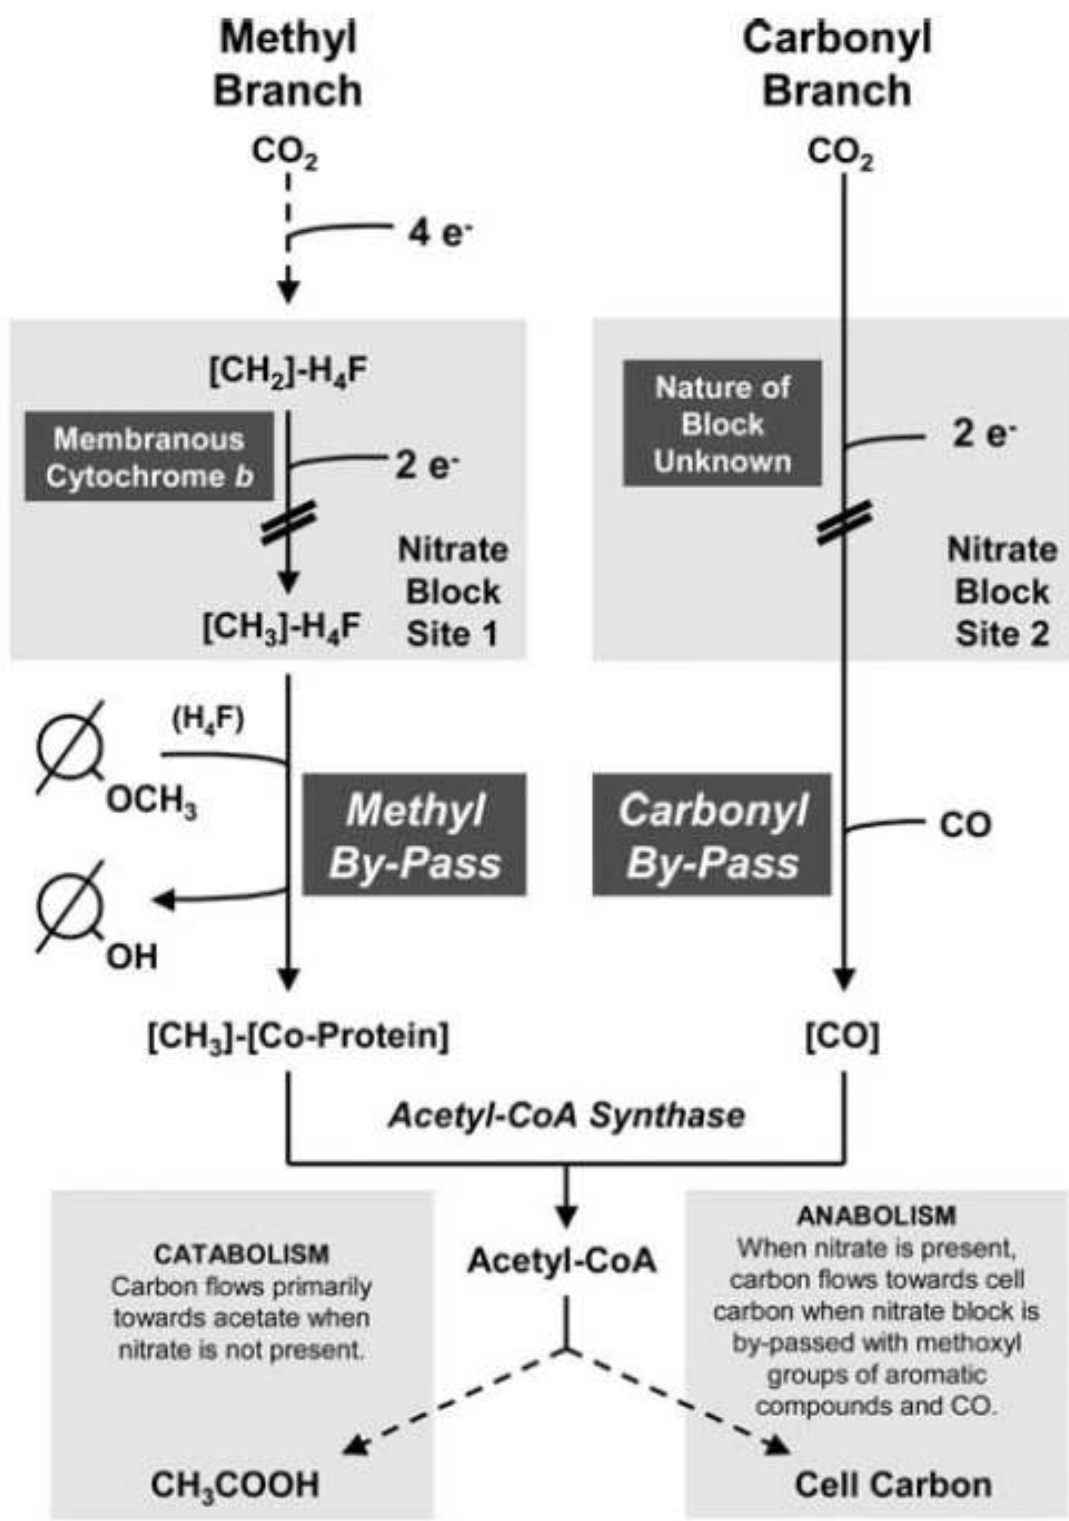 Methyl
Branch
Carbonyl
Branch
CO₂
CO₂
4 e⁻
[CH₂]-H₄F
Membranous
Cytochrome b
2 e⁻
Nitrate
Block
Site 1
[CH₃]-H₄F
Nature of
Block
Unknown
2 e⁻
Nitrate
Block
Site 2
(H₄F)
OCH₃
Methyl
By-Pass
OH
Carbonyl
By-Pass
CO
[CH₃]-[Co-Protein]
[CO]
Acetyl-CoA Synthase
Acetyl-CoA
CATABOLISM
Carbon flows primarily
towards acetate when
nitrate is not present.
CH₃COOH
ANABOLISM
When nitrate is present,
carbon flows towards cell
carbon when nitrate block is
by-passed with methoxyl
groups of aromatic
compounds and CO.
Cell Carbon